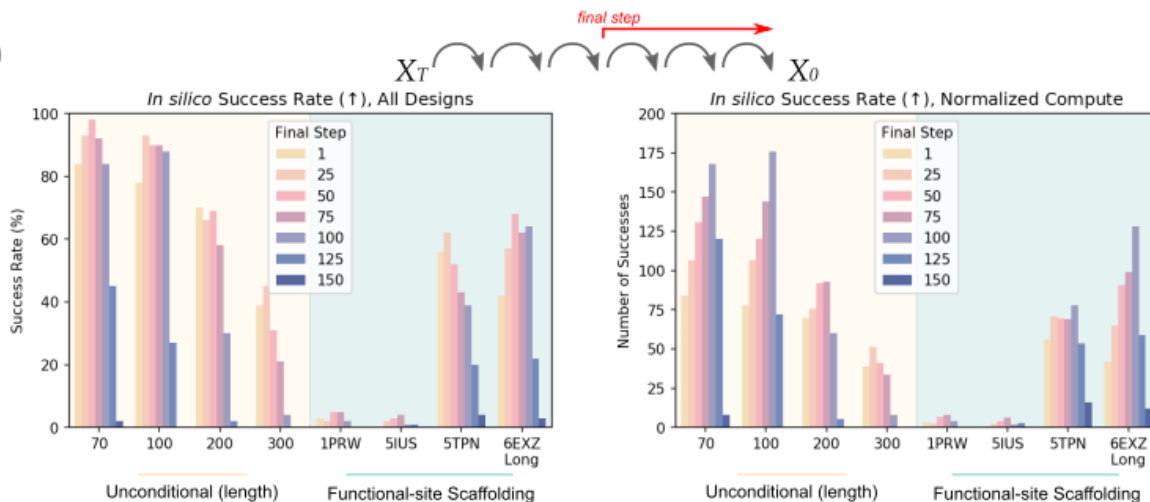 )
final step
X_T
X_0
In silico Success Rate (↑), All Designs
Success Rate (%)
100
80
60
40
20
0
Final Step
1
25
50
75
100
125
150
70
100
200
300
1PRW
5IUS
5TPN
6EXZ
Long
Unconditional (length)
Functional-site Scaffolding
In silico Success Rate (↑), Normalized Compute
Number of Successes
200
175
150
125
100
75
50
25
0
Final Step
1
25
50
75
100
125
150
70
100
200
300
1PRW
5IUS
5TPN
6EXZ
Long
Unconditional (length)
Functional-site Scaffolding